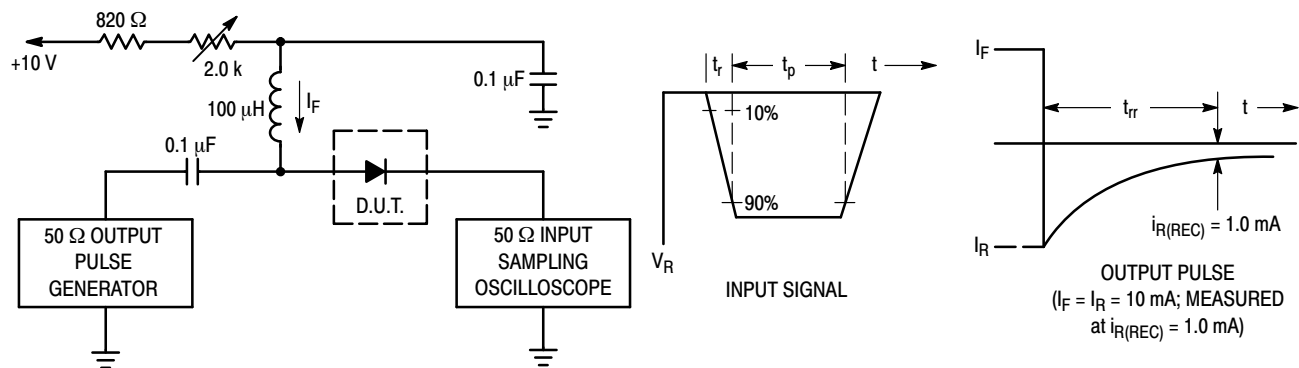 820 Ω
+10 V
2.0 k
100 μH
I_F
0.1 μF
0.1 μF
D.U.T.
50 Ω OUTPUT
PULSE
GENERATOR
50 Ω INPUT
SAMPLING
OSCILLOSCOPE
t_r
t_p
t
10%
90%
V_R
INPUT SIGNAL
I_F
t_rr
t
I_R
i_R(REC) = 1.0 mA
OUTPUT PULSE
(I_F = I_R = 10 mA; MEASURED
at i_R(REC) = 1.0 mA)